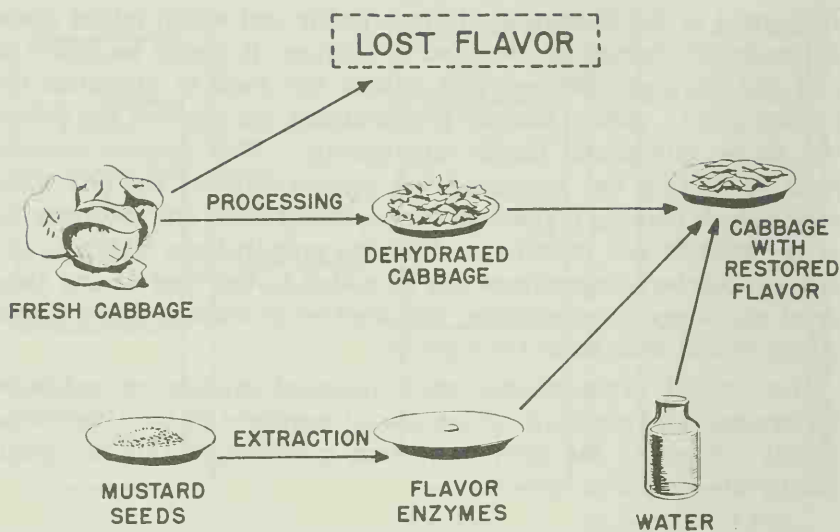 LOST FLAVOR
PROCESSING
FRESH CABBAGE
DEHYDRATED
CABBAGE
CABBAGE
WITH
RESTORED
FLAVOR
EXTRACTION
MUSTARD
SEEDS
FLAVOR
ENZYMES
WATER